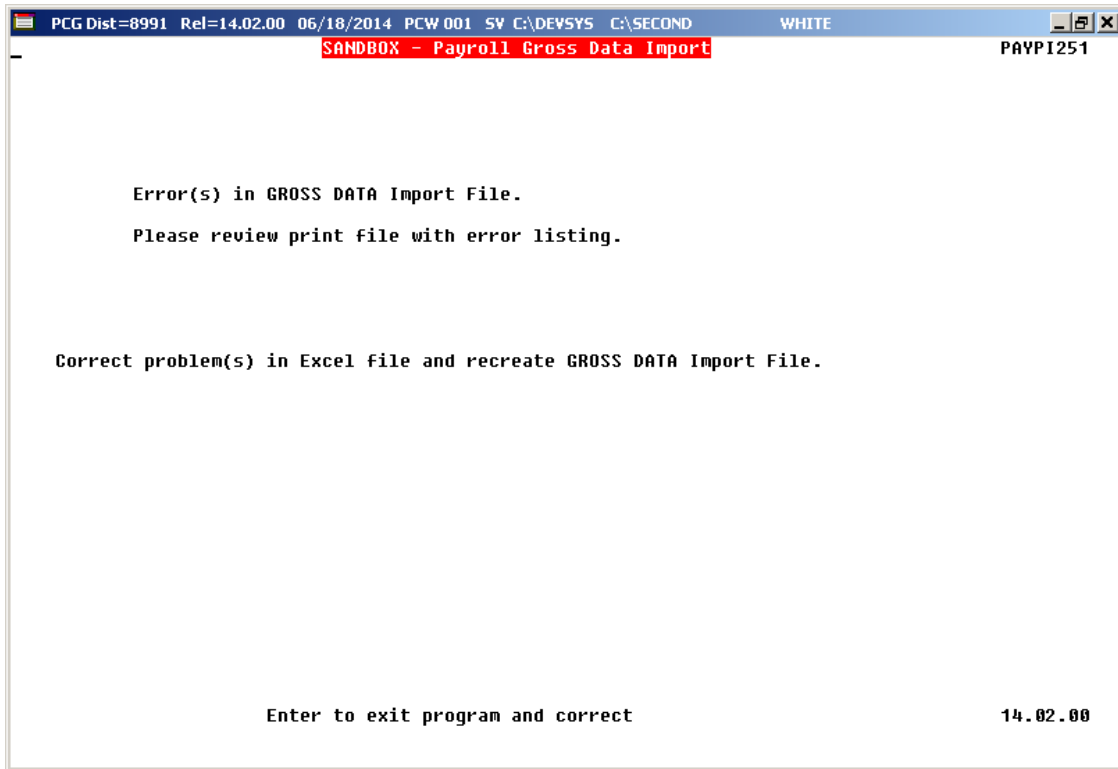 PCG Dist=8991 Rel=14.02.00 06/18/2014 PCW 001 SV C:\DEVSYS C:\SECOND WHITE
SANDBOX - Payroll Gross Data Import PAYPI251
Error(s) in GROSS DATA Import File.
Please review print file with error listing.
Correct problem(s) in Excel file and recreate GROSS DATA Import File.
Enter to exit program and correct 14.02.00